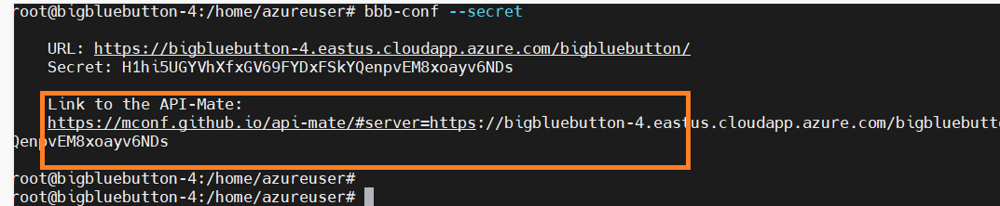 root@bigbluebutton-4:/home/azureuser# bbb-conf --secret
URL: https://bigbluebutton-4.eastus.cloudapp.azure.com/bigbluebutton/
Secret: H1hi5UGYVhXfxGV69FYDxFSkYQenpvEM8xoayv6NDs
Link to the API-Mate:
https://mconf.github.io/api-mate/#server=https://bigbluebutton-4.eastus.cloudapp.azure.com/bigbluebutt
QenpvEM8xoayv6NDs
root@bigbluebutton-4:/home/azureuser#
root@bigbluebutton-4:/home/azureuser#